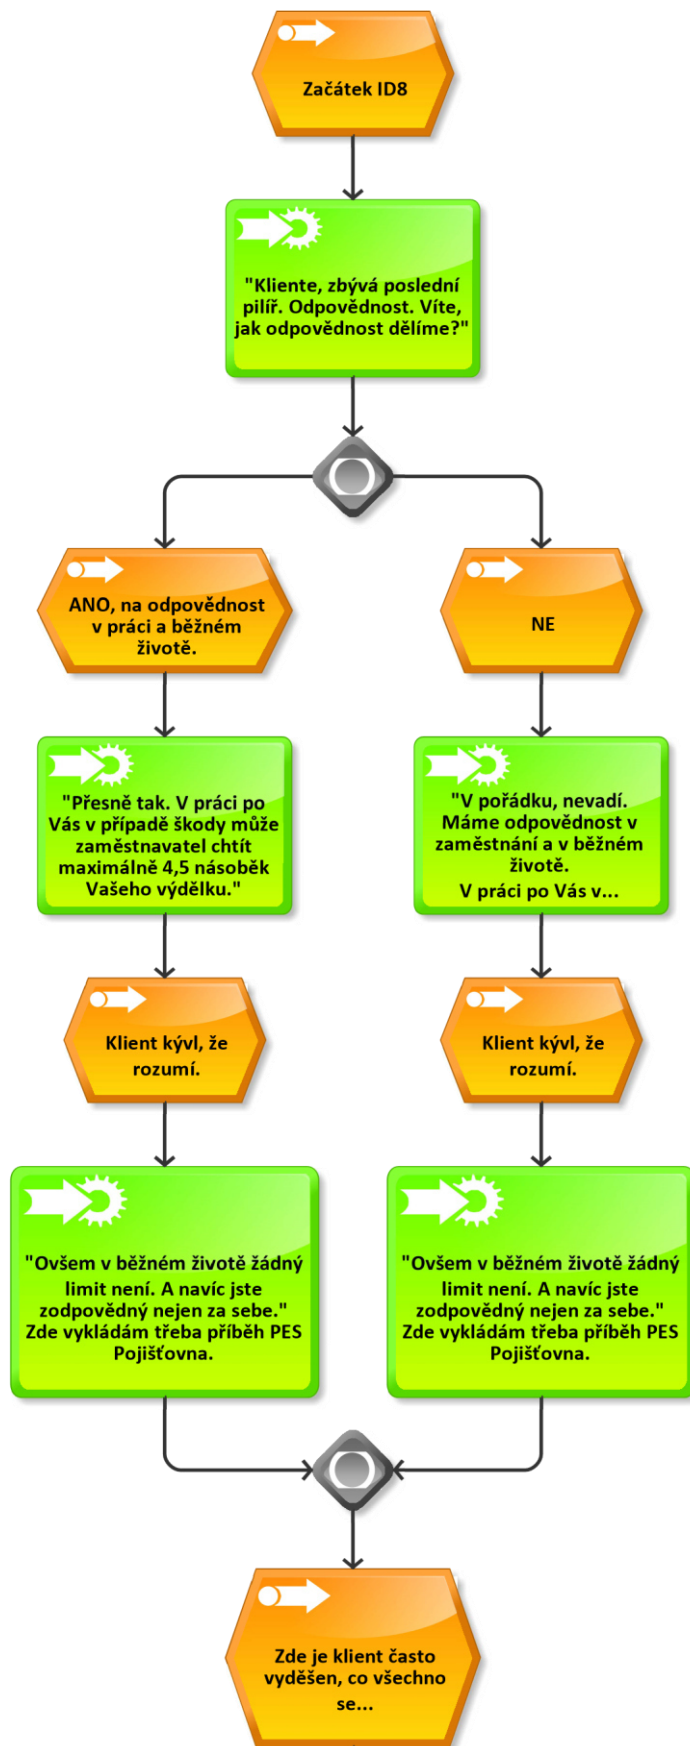 Začátek ID8
"Kliente, zbývá poslední
pilíř. Odpovědnost. Víte,
jak odpovědnost dělíme?"
ANO, na odpovědnost
v práci a běžném
životě.
NE
"Přesně tak. V práci po
Vás v případě škody může
zaměstnavatel chtít
maximálně 4,5 násoběk
Vašeho výdělku."
"V pořádku, nevadí.
Máme odpovědnost v
zaměstnání a v běžném
životě.
V práci po Vás v...
Klient kývl, že
rozumí.
Klient kývl, že
rozumí.
"Ovšem v běžném životě žádný
limit není. A navíc jste
zodpovědný nejen za sebe."
Zde vykládám třeba příběh PES
Pojišťovna.
"Ovšem v běžném životě žádný
limit není. A navíc jste
zodpovědný nejen za sebe."
Zde vykládám třeba příběh PES
Pojišťovna.
Zde je klient často
vyděšen, co všechno
se...